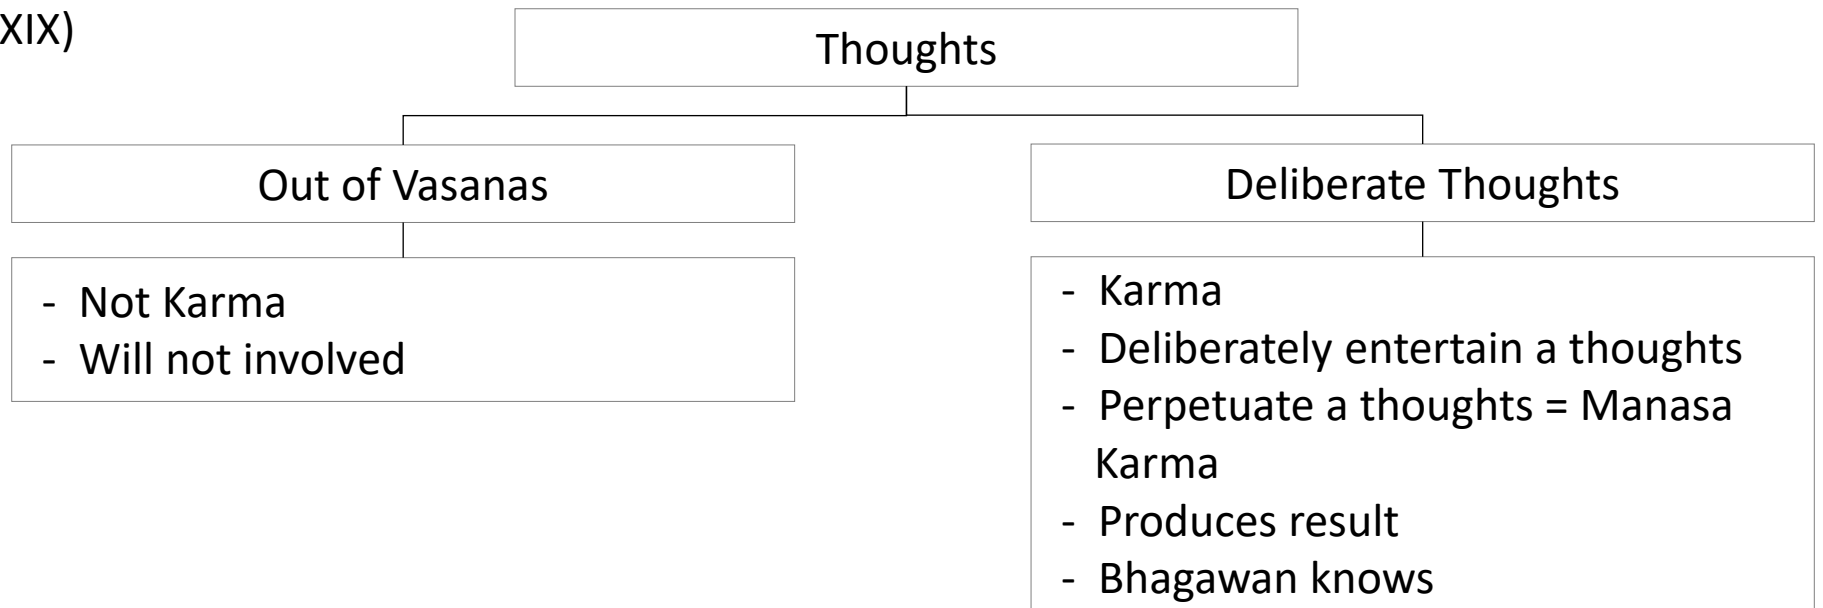 XIX)
Thoughts
Out of Vasanas
Deliberate Thoughts
- Not Karma
- Will not involved
- Karma
- Deliberately entertain a thoughts
- Perpetuate a thoughts = Manasa
Karma
- Produces result
- Bhagawan knows